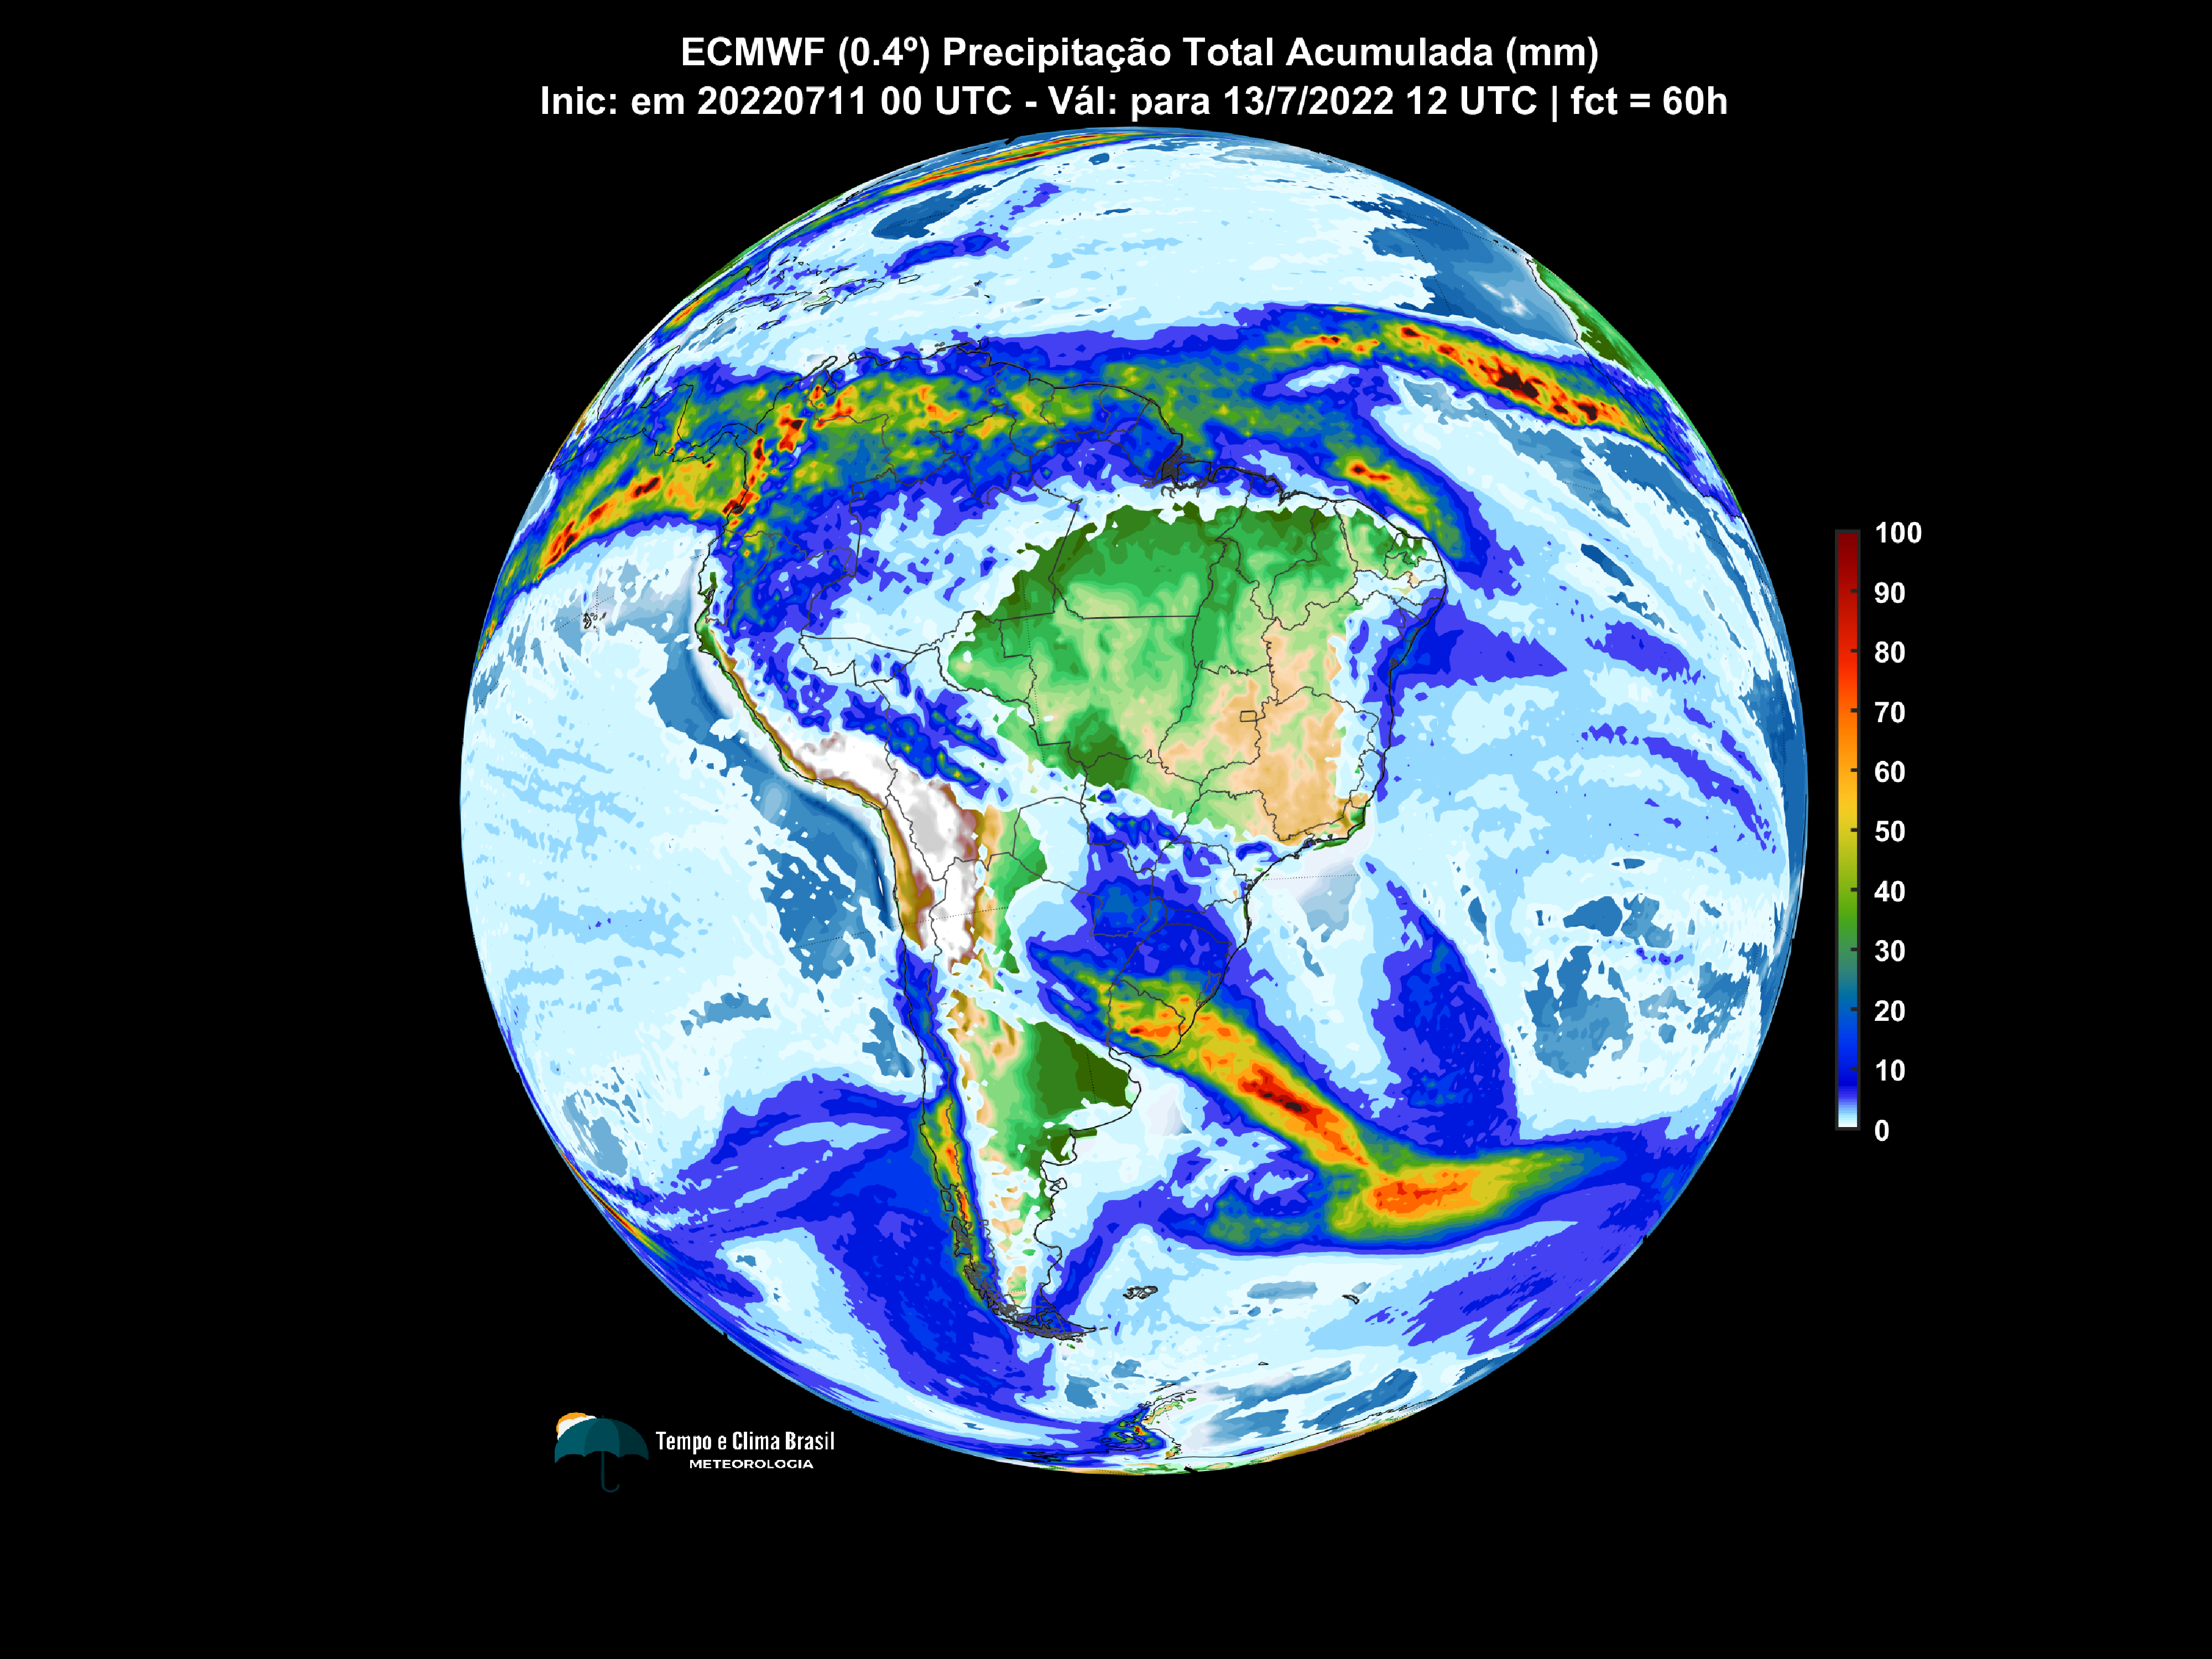 ECMWF (0.4º) Precipitação Total Acumulada (mm)
Inic: em 20220711 00 UTC - Vál: para 13/7/2022 12 UTC | fct = 60h
100
90
80
70
60
50
40
30
20
10
0
Tempo e Clima Brasil
METEOROLOGIA